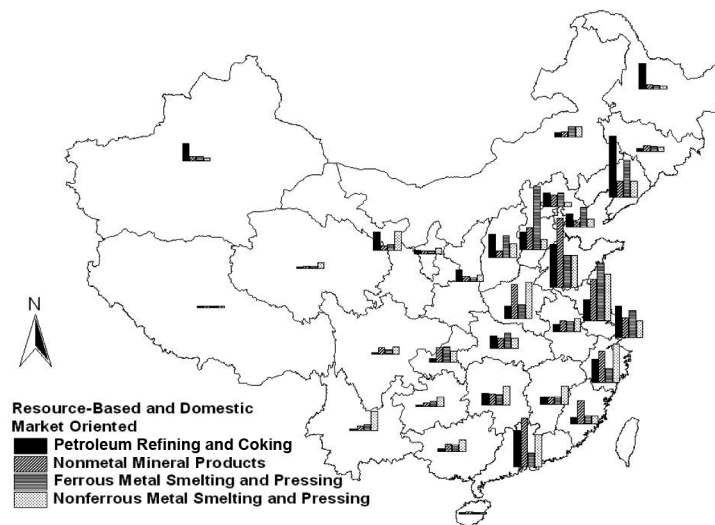 N
Resource-Based and Domestic
Market Oriented
Petroleum Refining and Coking
Nonmetal Mineral Products
Ferrous Metal Smelting and Pressing
Nonferrous Metal Smelting and Pressing